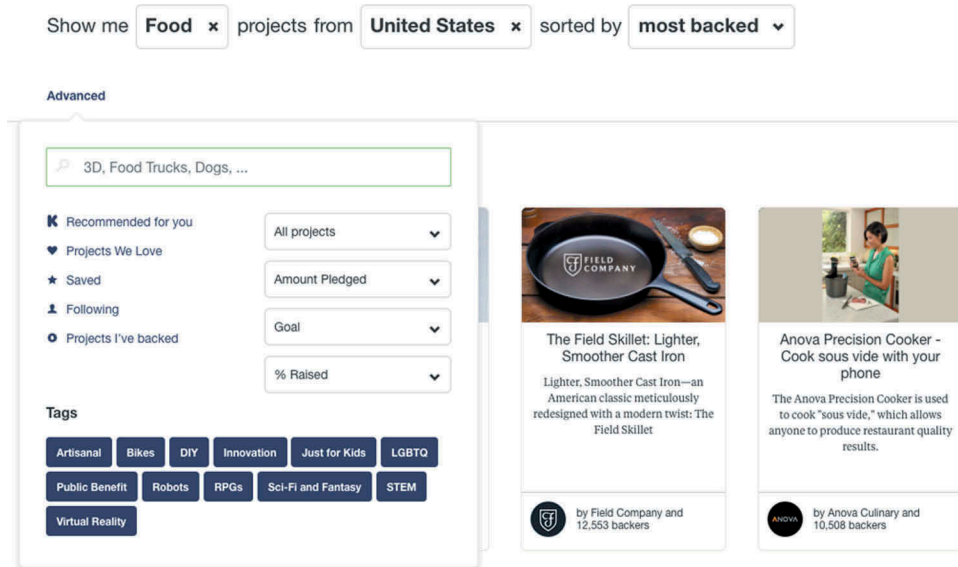 Show me Food × projects from United States × sorted by most backed
Advanced
3D, Food Trucks, Dogs, ...
Recommended for you
Projects We Love
Saved
Following
Projects I've backed
All projects
Amount Pledged
Goal
% Raised
Tags
Artisanal Bikes DIY Innovation Just for Kids LGBTQ
Public Benefit Robots RPGs Sci-Fi and Fantasy STEM
Virtual Reality
FIELD
COMPANY
The Field Skillet: Lighter,
Smoother Cast Iron
Lighter, Smoother Cast Iron—an
American classic meticulously
redesigned with a modern twist: The
Field Skillet
by Field Company and
12,553 backers
Anova Precision Cooker -
Cook sous vide with your
phone
The Anova Precision Cooker is used
to cook "sous vide," which allows
anyone to produce restaurant quality
results.
ANOVA
by Anova Culinary and
10,508 backers